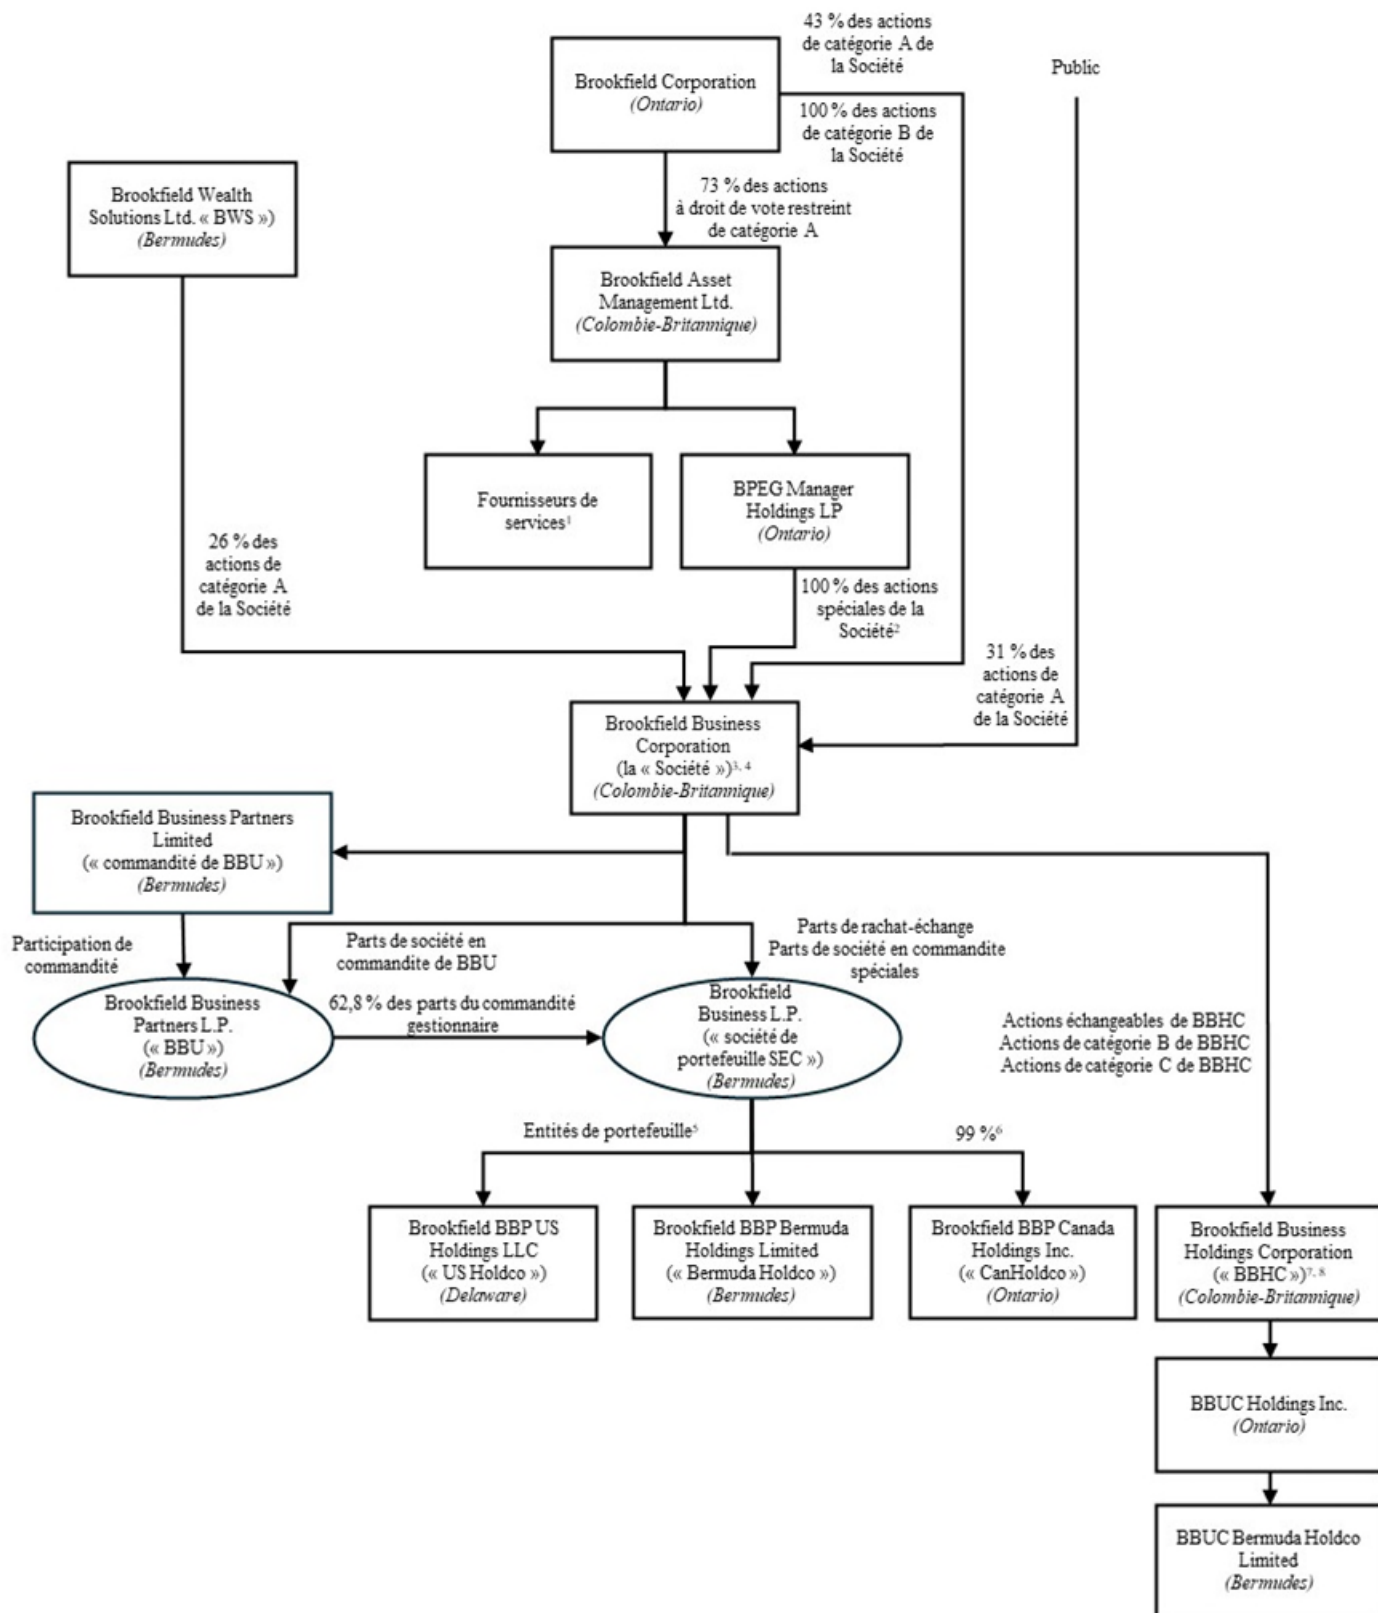 43 % des actions
de catégorie A de
la Société
Public
Brookfield Corporation
(Ontario)
100 % des actions
de catégorie B de
la Société
Brookfield Wealth
Solutions Ltd. « BWS »)
(Bermudes)
73 % des actions
à droit de vote restreint
de catégorie A
Brookfield Asset
Management Ltd.
(Colombie-Britannique)
Fournisseurs de
services¹
BPEG Manager
Holdings LP
(Ontario)
26 % des
actions de
catégorie A
de la Société
100 % des actions
spéciales de la
Société²
31 % des
actions de
catégorie A
de la Société
Brookfield Business
Corporation
(la « Société »)³, ⁴
(Colombie-Britannique)
Brookfield Business Partners
Limited
(« commandité de BBU »)
(Bermudes)
Participation de
commandité
Parts de société en
commandite de BBU
Parts de rachat-échange
Parts de société en commandite
spéciales
Brookfield Business
Partners L.P.
(« BBU »)
(Bermudes)
62,8 % des parts du commandité
gestionnaire
Brookfield
Business L.P.
(« société de
portefeuille SEC »)
(Bermudes)
Actions échangeables de BBHC
Actions de catégorie B de BBHC
Actions de catégorie C de BBHC
Entités de portefeuille⁵
99 %⁶
Brookfield BBP US
Holdings LLC
(« US Holdco »)
(Delaware)
Brookfield BBP Bermuda
Holdings Limited
(« Bermuda Holdco »)
(Bermudes)
Brookfield BBP Canada
Holdings Inc.
(« CanHoldco »)
(Ontario)
Brookfield Business
Holdings Corporation
(« BBHC »)⁷, ⁸
(Colombie-Britannique)
BBUC Holdings Inc.
(Ontario)
BBUC Bermuda Holdco
Limited
(Bermudes)